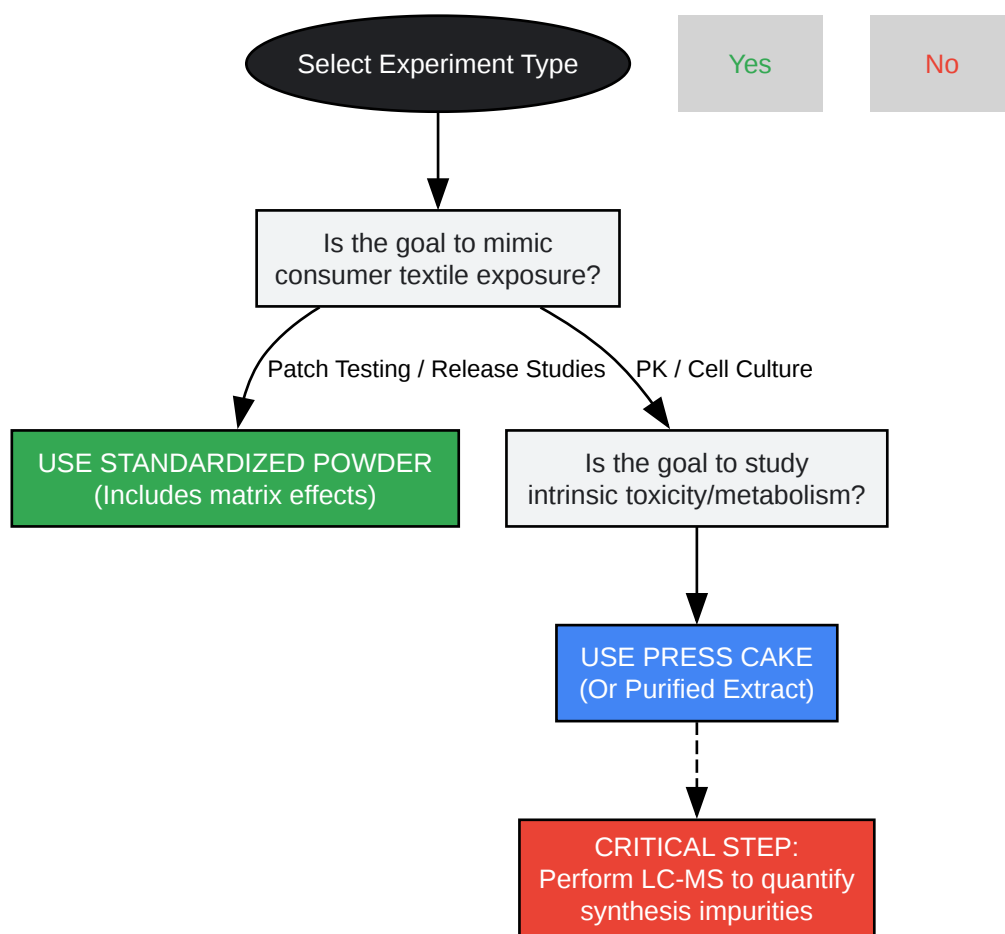 Select Experiment Type
Yes
No
Is the goal to mimic
consumer textile exposure?
Patch Testing / Release Studies
PK / Cell Culture
USE STANDARDIZED POWDER
(Includes matrix effects)
Is the goal to study
intrinsic toxicity/metabolism?
USE PRESS CAKE
(Or Purified Extract)
CRITICAL STEP:
Perform LC-MS to quantify
synthesis impurities